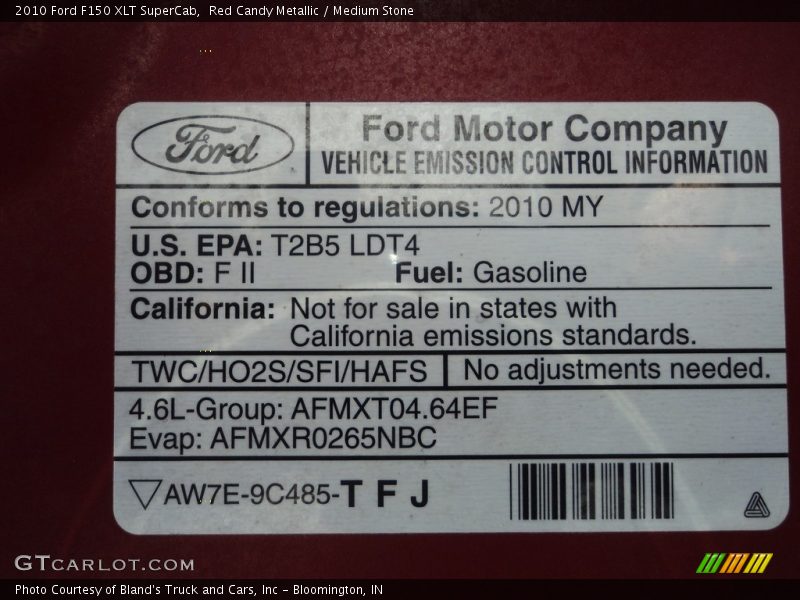 2010 Ford F150 XLT SuperCab,  Red Candy Metallic / Medium Stone
Ford
Ford Motor Company
VEHICLE EMISSION CONTROL INFORMATION
Conforms to regulations: 2010 MY
U.S. EPA: T2B5 LDT4
OBD: F II Fuel: Gasoline
California: Not for sale in states with
California emissions standards.
TWC/HO2S/SFI/HAFS No adjustments needed.
4.6L-Group: AFMXT04.64EF
Evap: AFMXR0265NBC
AW7E-9C485-T F J
GTCARLOT.COM
Photo Courtesy of Bland's Truck and Cars, Inc - Bloomington, IN